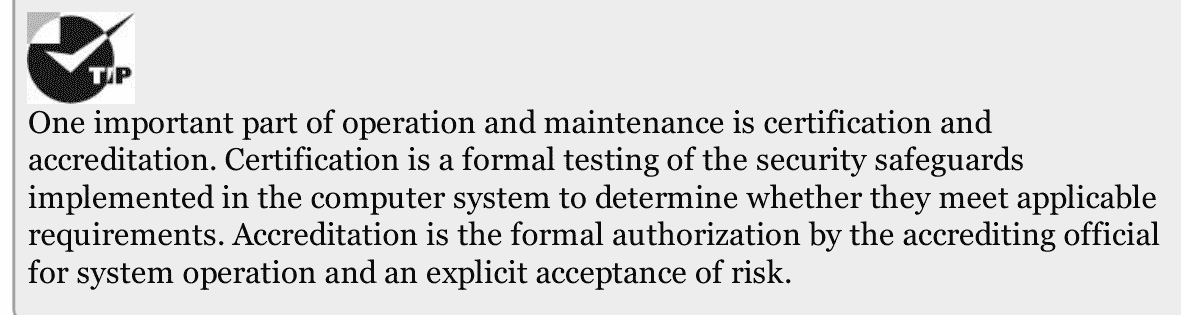 TIP
One important part of operation and maintenance is certification and
accreditation. Certification is a formal testing of the security safeguards
implemented in the computer system to determine whether they meet applicable
requirements. Accreditation is the formal authorization by the accrediting official
for system operation and an explicit acceptance of risk.